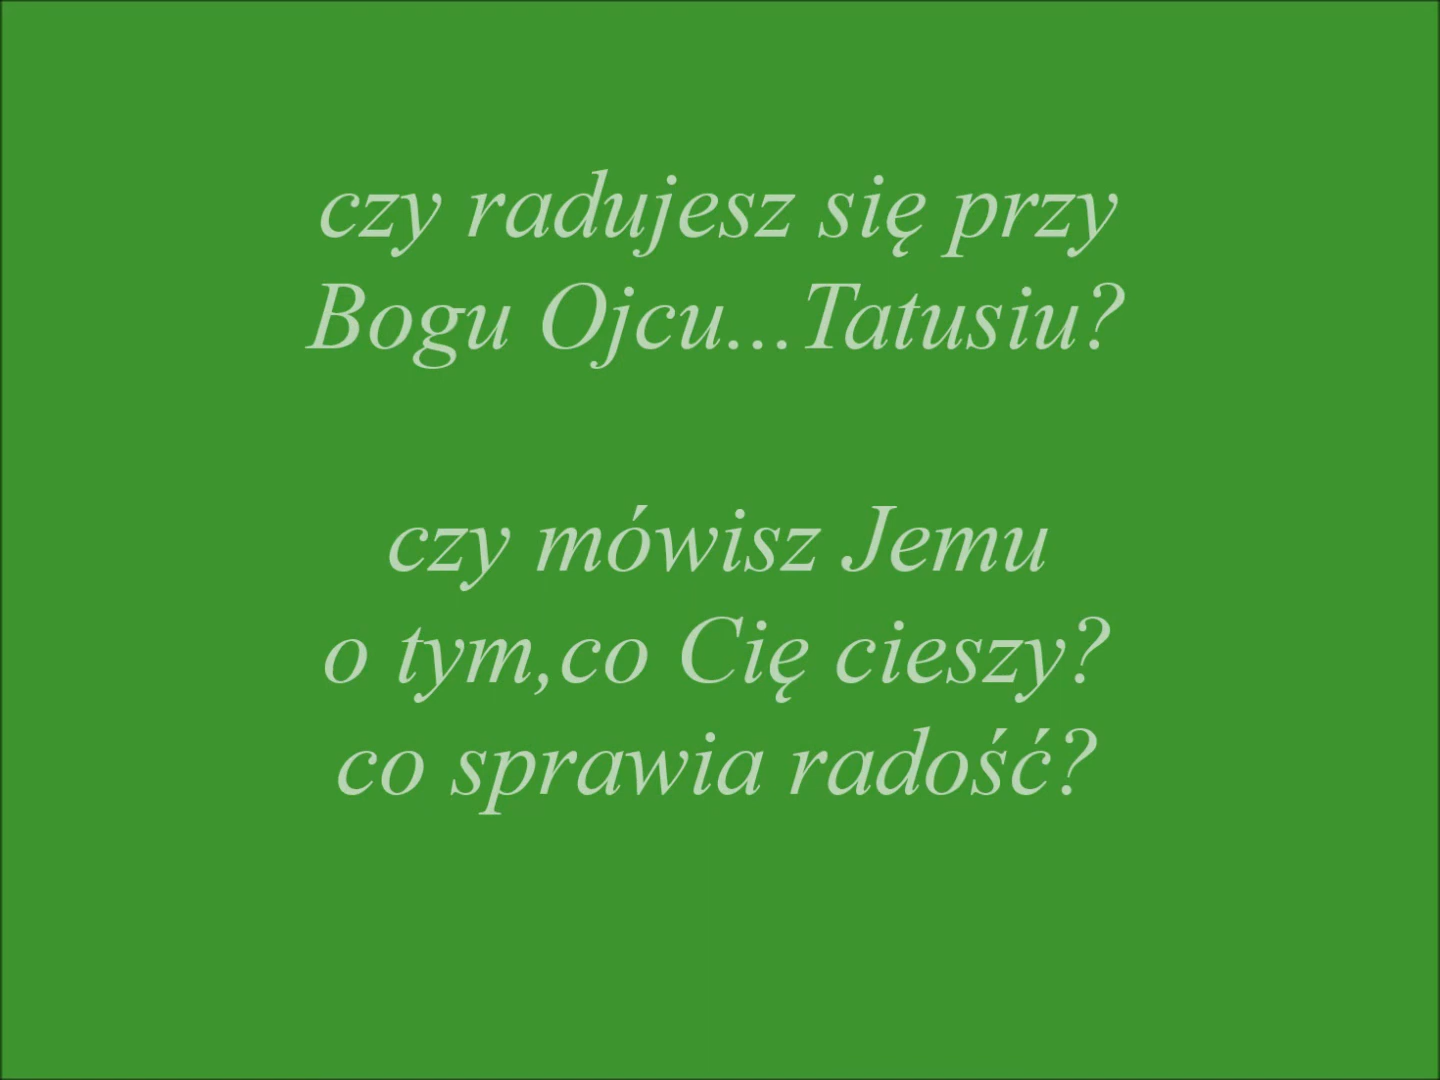 czy radujesz się przy
Bogu Ojcu...Tatusiu?
czy mówisz Jemu
o tym,co Cię cieszy?
co sprawia radość?